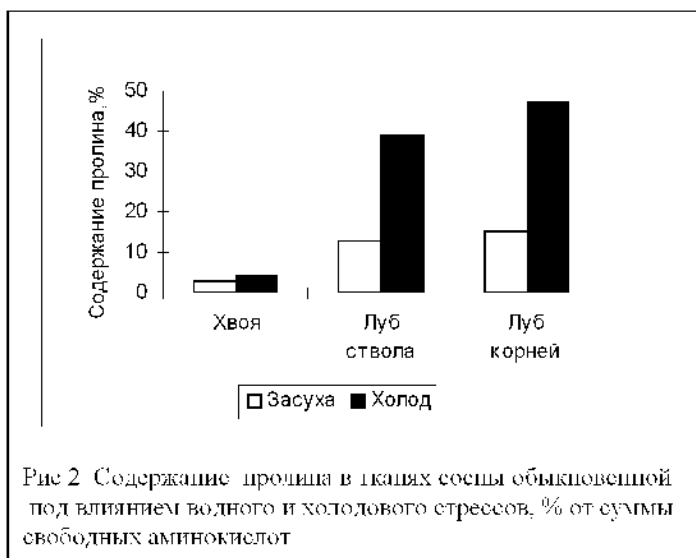 Содержание пролина,%
50
40
30
20
10
0
Хвоя
Луб
ствола
Луб
корней
Засуха Холод
Рис 2 Содержание пролина в тканях сосны обыкновенной
под влиянием водного и холодового стрессов, % от суммы
свободных аминокислот